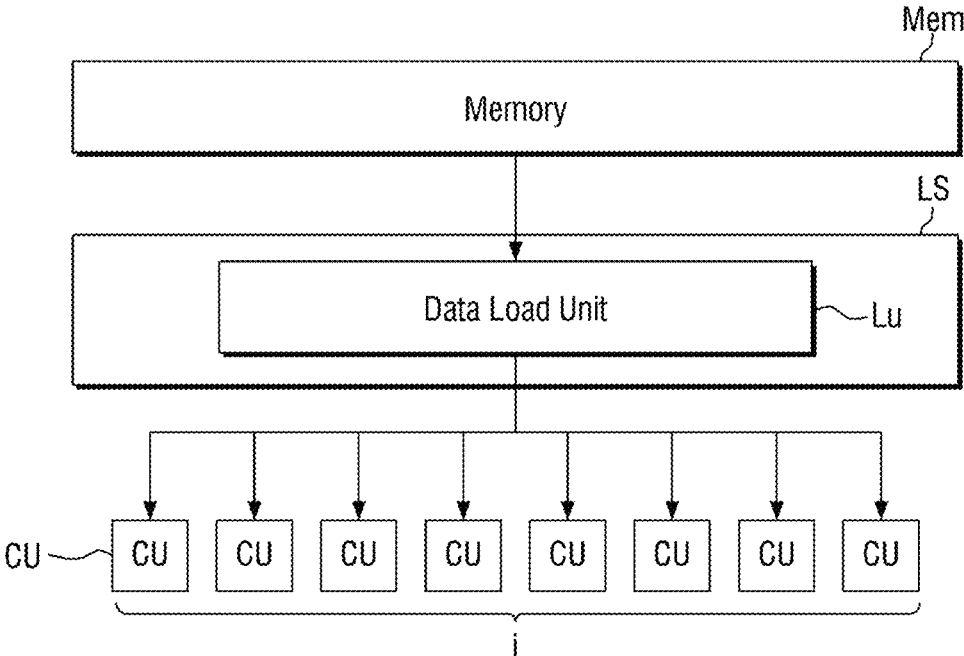 Mem
Memory
LS
Data Load Unit
Lu
CU
CU CU CU CU CU CU CU CU
i